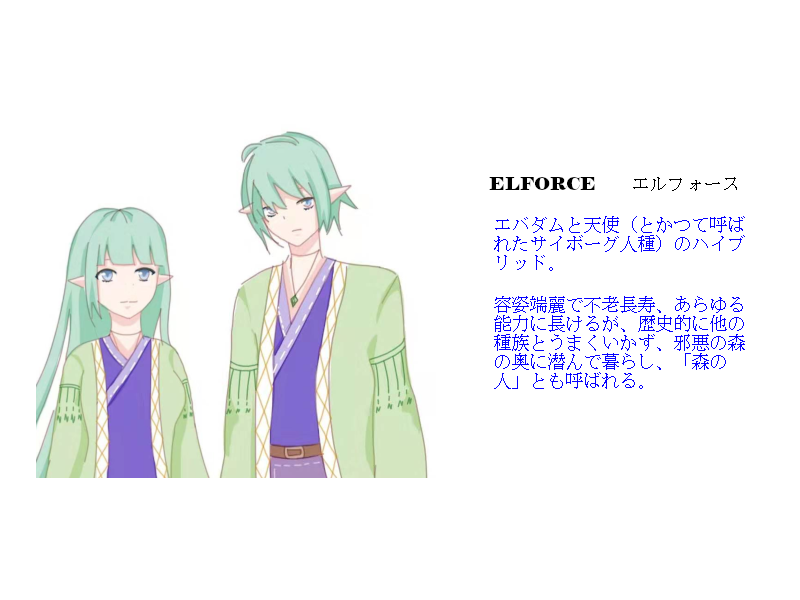 ELFORCE　　エルフォース
エバダムと天使（とかつて呼ば
れたサイボーグ人種）のハイブ
リッド。
容姿端麗で不老長寿、あらゆる
能力に長けるが、歴史的に他の
種族とうまくいかず、邪悪の森
の奥に潜んで暮らし、「森の
人」とも呼ばれる。